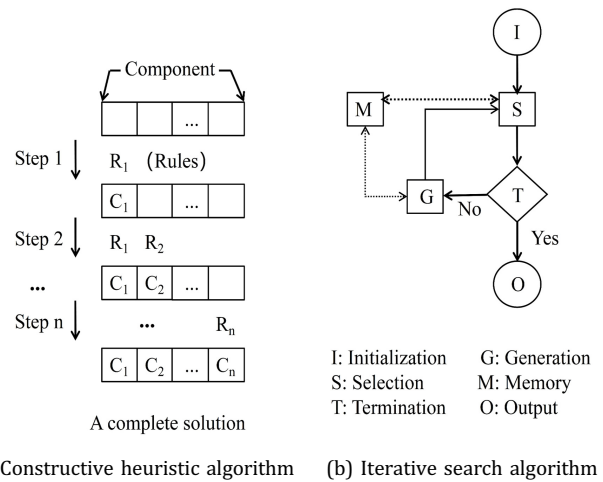 Component
...
Step 1
R1 (Rules)
C1
...
Step 2
R1 R2
C1 C2 ...
...
Step n
... Rn
C1 C2 ... Cn
A complete solution
Constructive heuristic algorithm
I
M
S
G
T
No
Yes
O
I: Initialization G: Generation
S: Selection M: Memory
T: Termination O: Output
(b) Iterative search algorithm